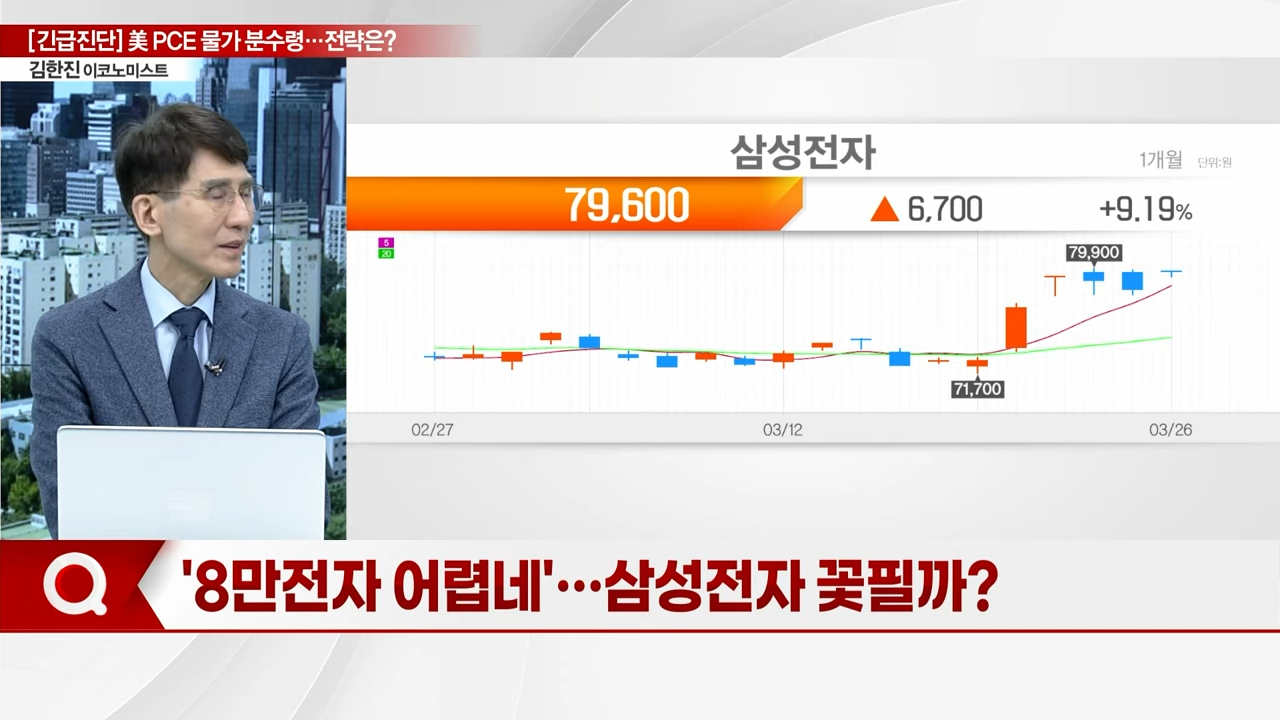 [긴급진단] 美 PCE 물가 분수령…전략은?
김한진 이코노미스트
삼성전자
1개월 단위:원
79,600 ▲ 6,700 +9.19%
5
20
79,900
71,700
02/27 03/12 03/26
'8만전자 어렵네'…삼성전자 꽃필까?